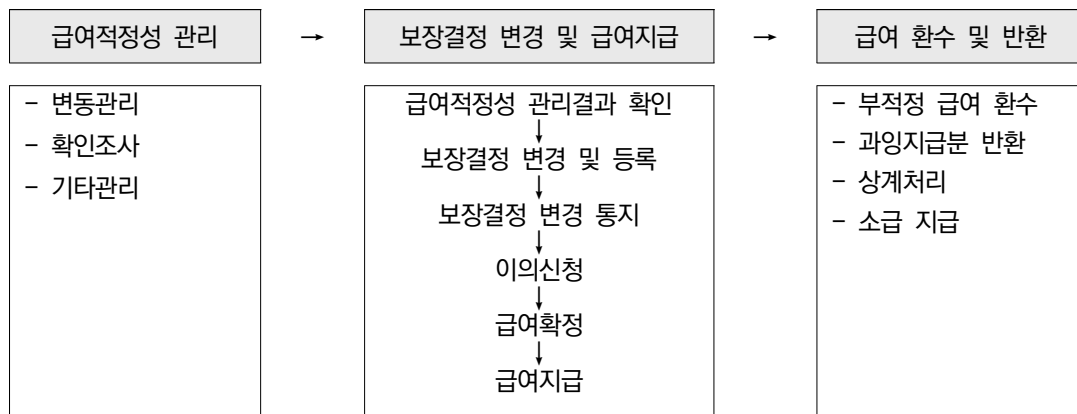 급여적정성 관리
→
보장결정 변경 및 급여지급
→
급여 환수 및 반환
- 변동관리
- 확인조사
- 기타관리
급여적정성 관리결과 확인
↓
보장결정 변경 및 등록
↓
보장결정 변경 통지
↓
이의신청
↓
급여확정
↓
급여지급
- 부적정 급여 환수
- 과잉지급분 반환
- 상계처리
- 소급 지급